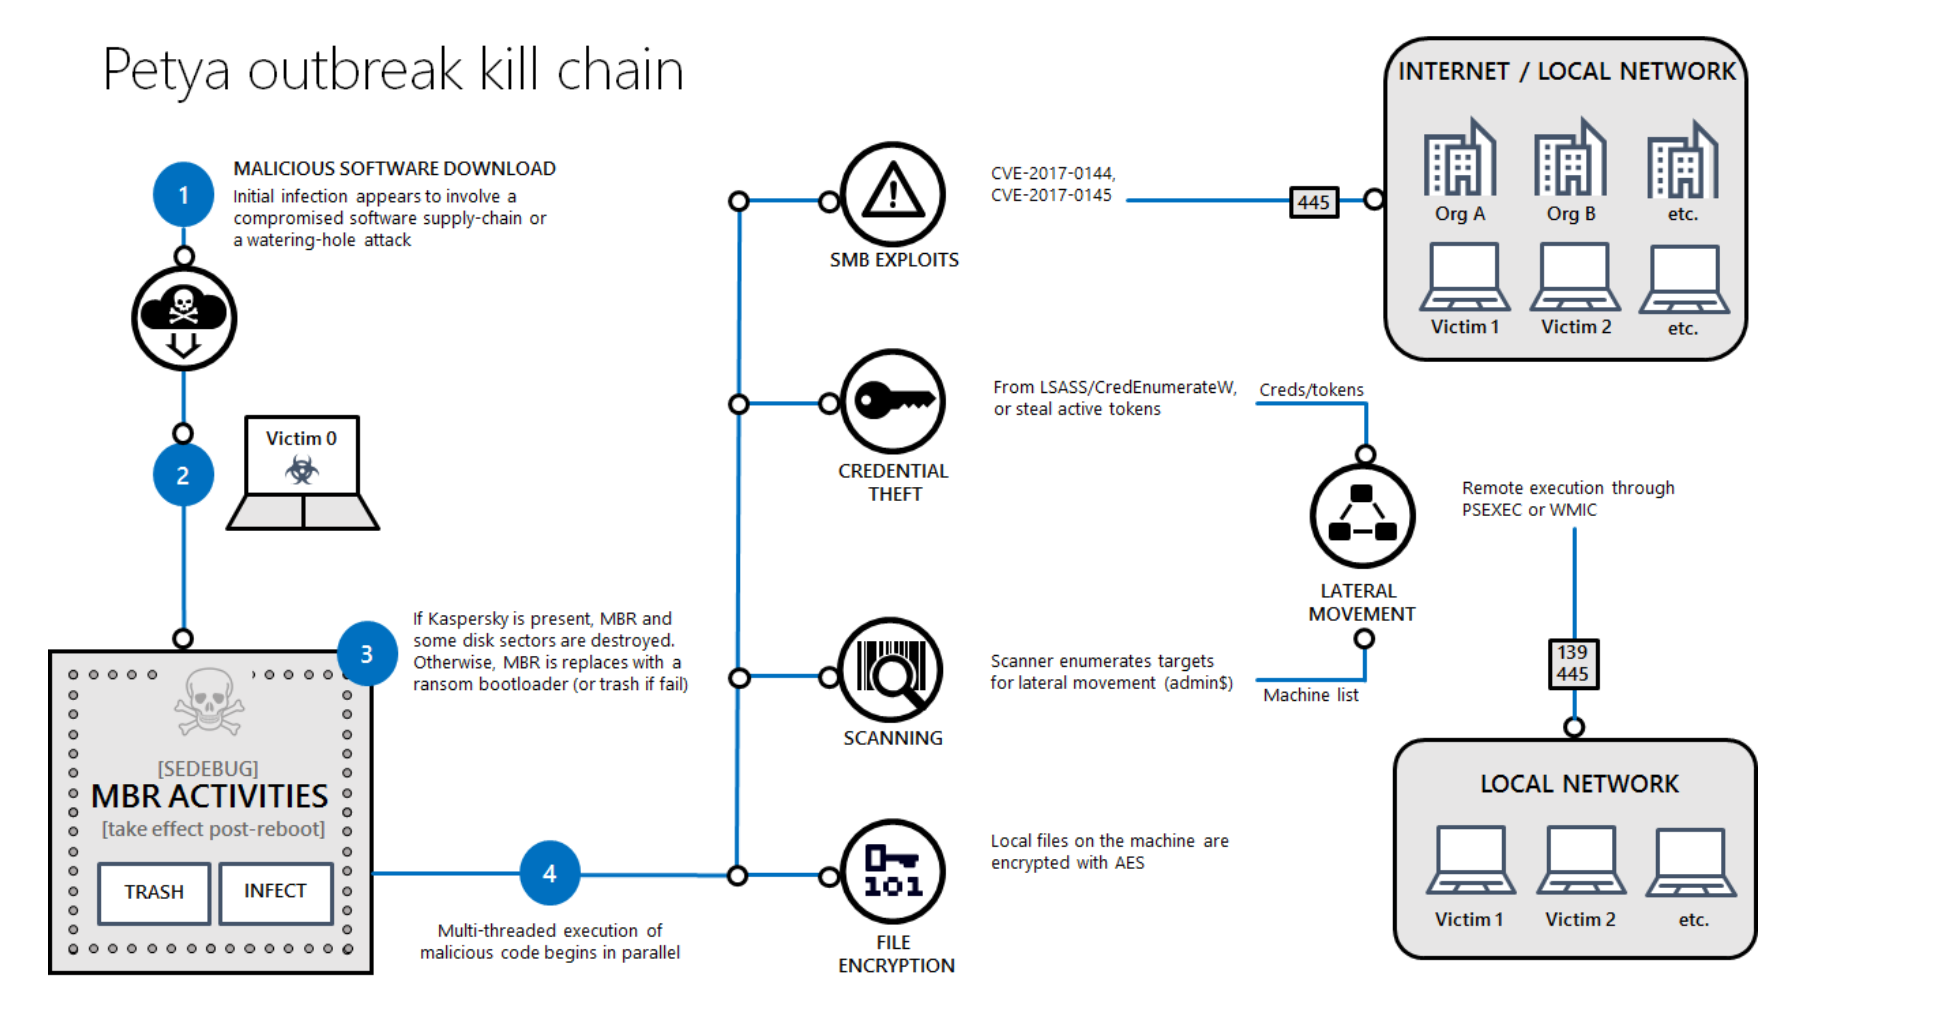 Petya outbreak kill chain
1
MALICIOUS SOFTWARE DOWNLOAD
Initial infection appears to involve a
compromised software supply-chain or
a watering-hole attack
2
Victim 0
3
If Kaspersky is present, MBR and
some disk sectors are destroyed.
Otherwise, MBR is replaces with a
ransom bootloader (or trash if fail)
[SEDEBUG]
MBR ACTIVITIES
[take effect post-reboot]
TRASH
INFECT
4
Multi-threaded execution of
malicious code begins in parallel
SMB EXPLOITS
CVE-2017-0144,
CVE-2017-0145
445
INTERNET / LOCAL NETWORK
Org A
Org B
etc.
Victim 1
Victim 2
etc.
CREDENTIAL
THEFT
From LSASS/CredEnumerateW,
or steal active tokens
Creds/tokens
LATERAL
MOVEMENT
Remote execution through
PSEXEC or WMIC
139
445
SCANNING
Scanner enumerates targets
for lateral movement (admin$)
Machine list
LOCAL NETWORK
Victim 1
Victim 2
etc.
101
FILE
ENCRYPTION
Local files on the machine are
encrypted with AES